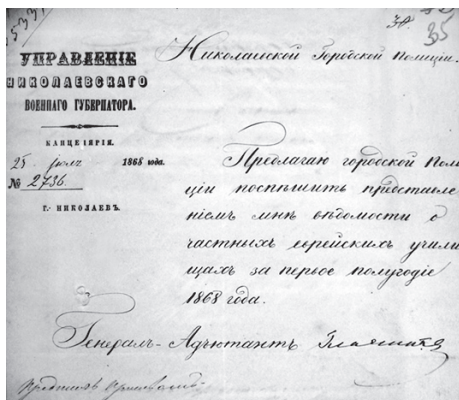 35
УПРАВЛЕНІЕ
НИКОЛАЕВСКАГО
ВОЕННАГО ГУБЕРНАТОРА.
КАНЦЕЛЯРІЯ.
25 1868 года.
№ 2736.
г. НИКОЛАЕВЪ.
Николаевской Городской Полиціи.
Предлагаю городской Поли
ціи поспѣшить представле
ніемъ мнѣ вѣдомости о
частныхъ еврейскихъ учили
щахъ за первое полугодіе
1868 года.
Генералъ-Адъютантъ